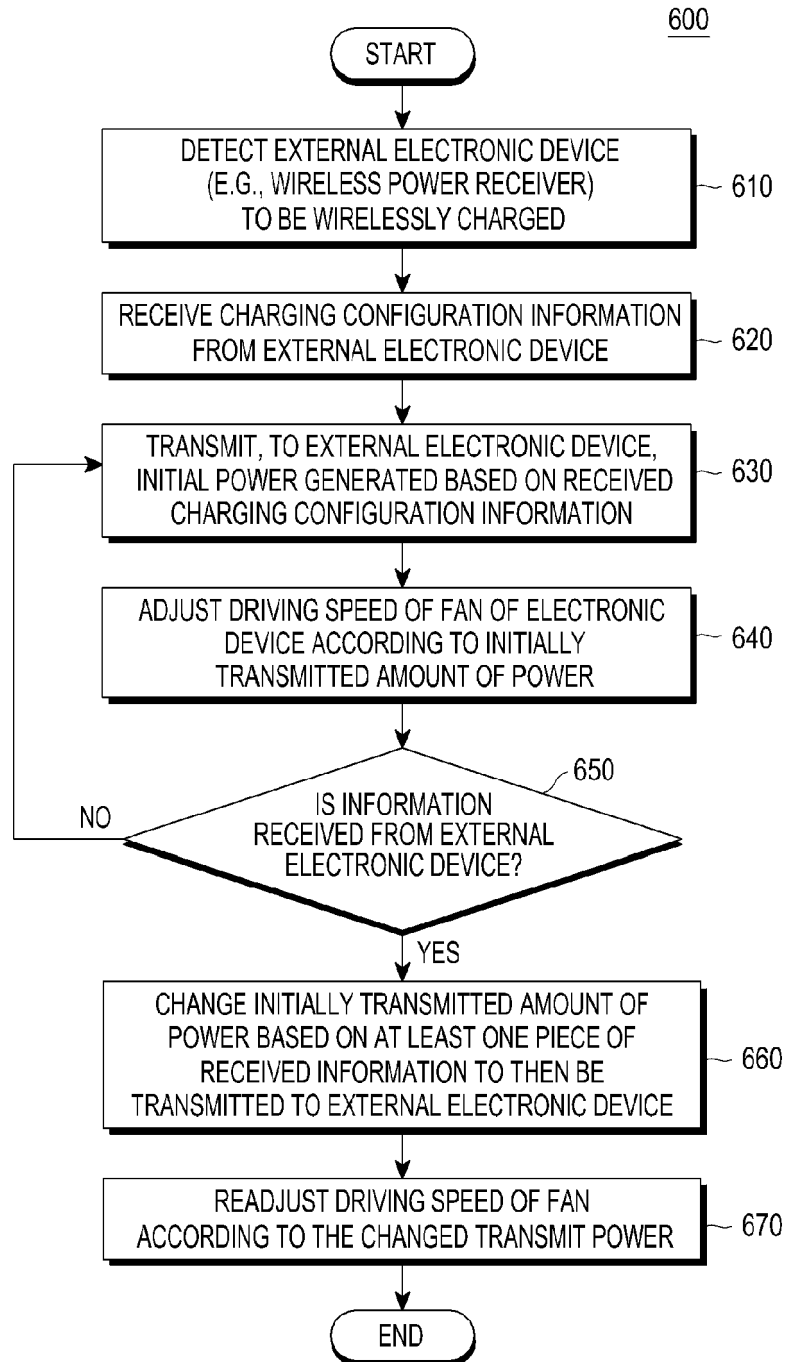 600
START
DETECT EXTERNAL ELECTRONIC DEVICE
(E.G., WIRELESS POWER RECEIVER)
TO BE WIRELESSLY CHARGED
610
RECEIVE CHARGING CONFIGURATION INFORMATION
FROM EXTERNAL ELECTRONIC DEVICE
620
TRANSMIT, TO EXTERNAL ELECTRONIC DEVICE,
INITIAL POWER GENERATED BASED ON RECEIVED
CHARGING CONFIGURATION INFORMATION
630
ADJUST DRIVING SPEED OF FAN OF ELECTRONIC
DEVICE ACCORDING TO INITIALLY
TRANSMITTED AMOUNT OF POWER
640
650
IS INFORMATION
RECEIVED FROM EXTERNAL
ELECTRONIC DEVICE?
NO
YES
CHANGE INITIALLY TRANSMITTED AMOUNT OF
POWER BASED ON AT LEAST ONE PIECE OF
RECEIVED INFORMATION TO THEN BE
TRANSMITTED TO EXTERNAL ELECTRONIC DEVICE
660
READJUST DRIVING SPEED OF FAN
ACCORDING TO THE CHANGED TRANSMIT POWER
670
END